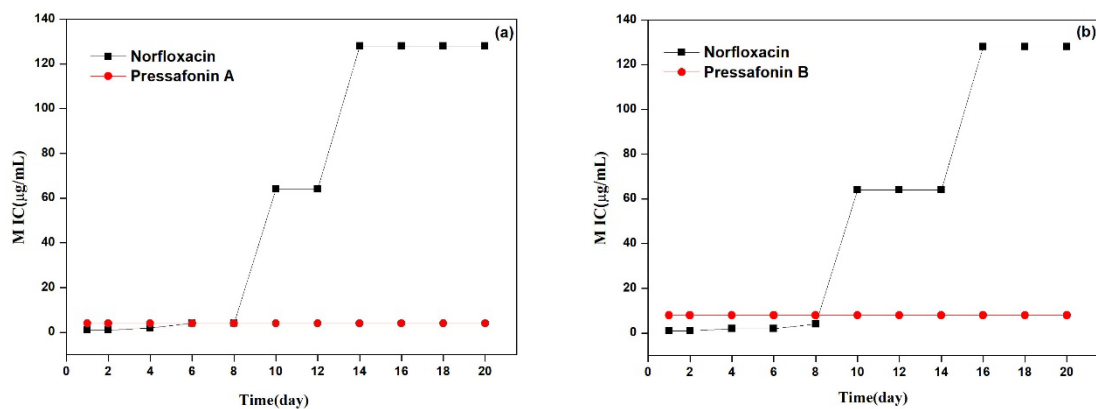 (a)
Norfloxacin
Pressafonin A
140
120
100
80
60
40
20
0
M IC(μg/mL)
0 2 4 6 8 10 12 14 16 18 20
Time(day)
(b)
Norfloxacin
Pressafonin B
140
120
100
80
60
40
20
0
M IC(μg/mL)
0 2 4 6 8 10 12 14 16 18 20
Time(day)